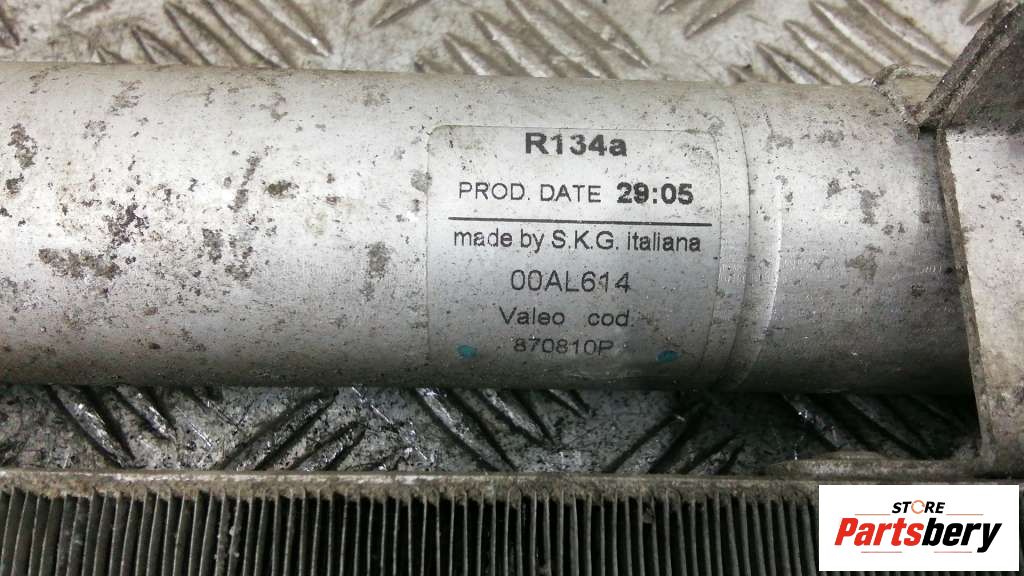 R134a
PROD. DATE 29:05
made by S.K.G. italiana
00AL614
Valeo cod.
870810P
STORE
Partsbery